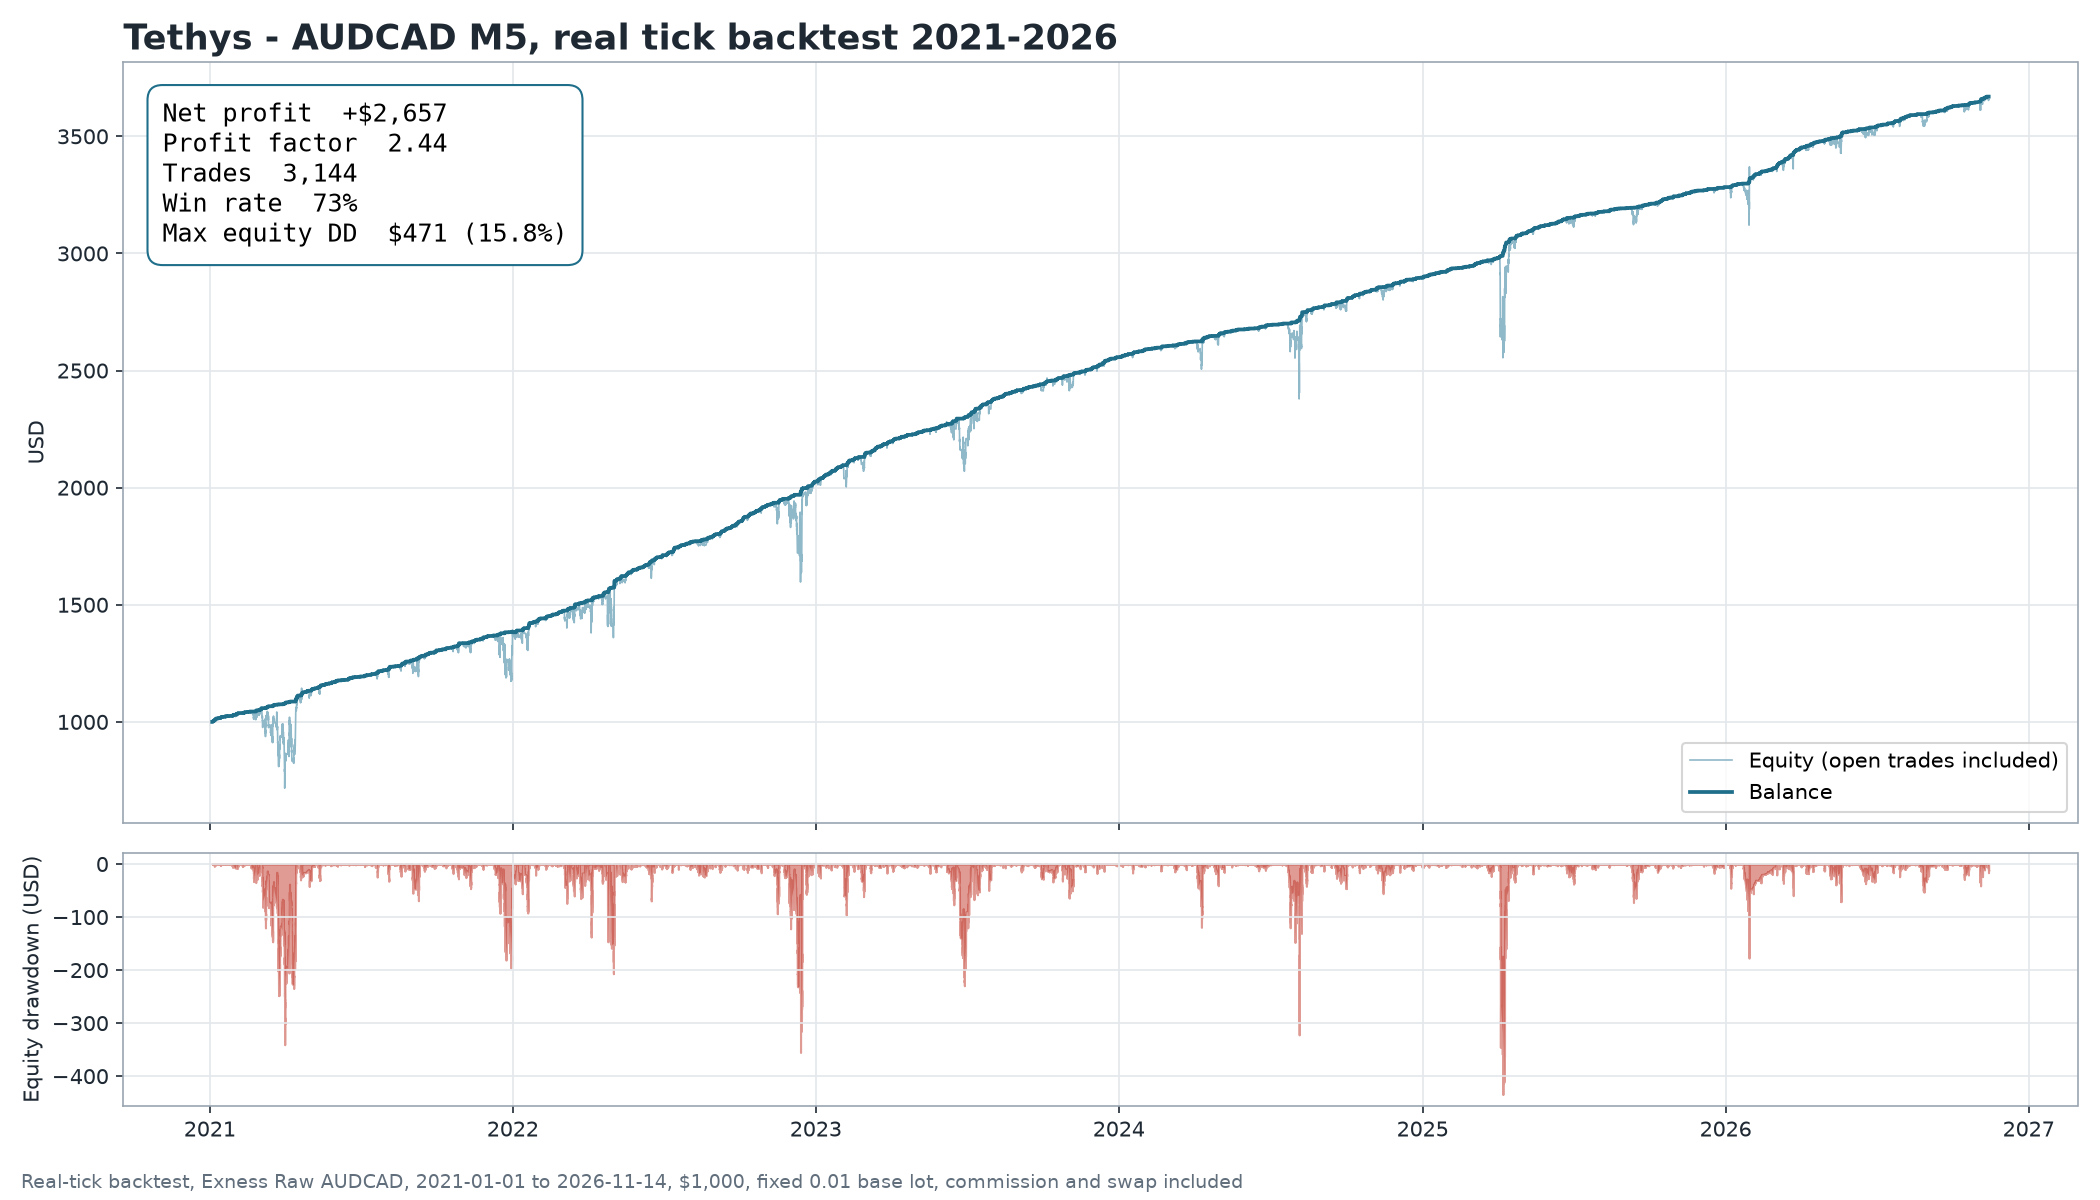 Tethys - AUDCAD M5, real tick backtest 2021-2026
Net profit  +$2,657
Profit factor  2.44
Trades  3,144
Win rate  73%
Max equity DD  $471 (15.8%)
USD
3500
3000
2500
2000
1500
1000
Equity (open trades included)
Balance
Equity drawdown (USD)
0
−100
−200
−300
−400
2021
2022
2023
2024
2025
2026
2027
Real-tick backtest, Exness Raw AUDCAD, 2021-01-01 to 2026-11-14, $1,000, fixed 0.01 base lot, commission and swap included